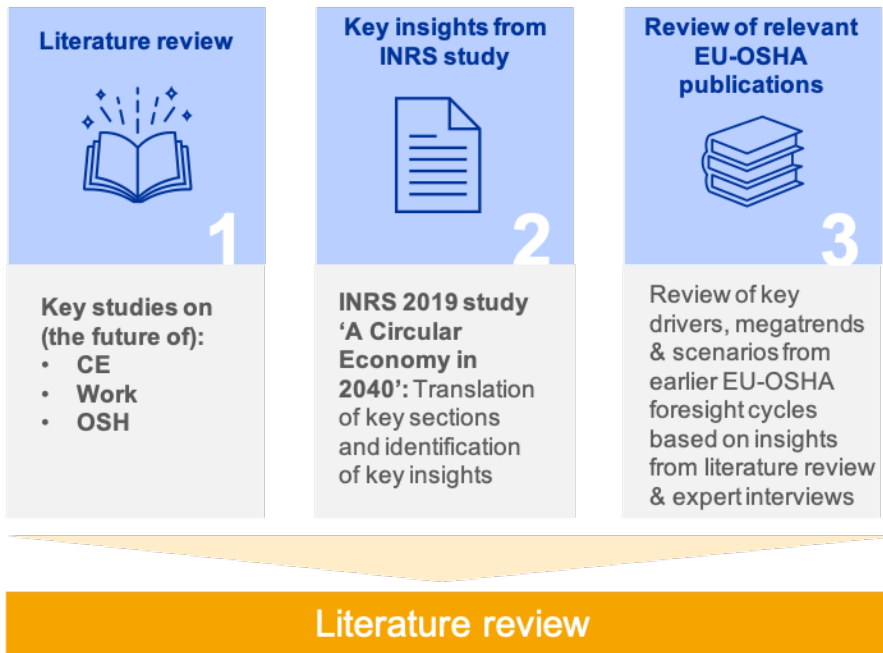 Literature review
1
Key studies on
(the future of):
• CE
• Work
• OSH
Key insights from
INRS study
2
INRS 2019 study
‘A Circular
Economy in
2040’: Translation
of key sections
and identification
of key insights
Review of relevant
EU-OSHA
publications
3
Review of key
drivers, megatrends
& scenarios from
earlier EU-OSHA
foresight cycles
based on insights
from literature review
& expert interviews
Literature review